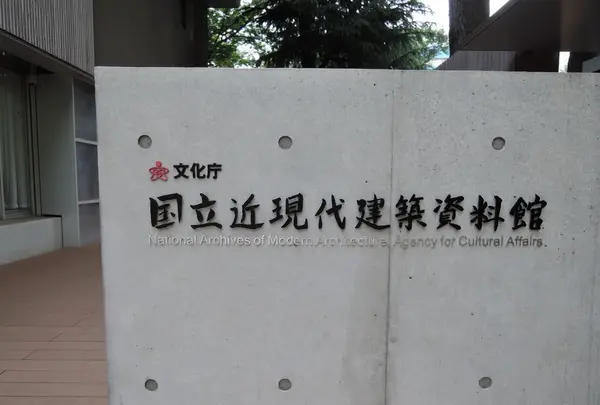 文化庁
国立近現代建築資料館
National Archives of Modern Architecture, Agency for Cultural Affairs